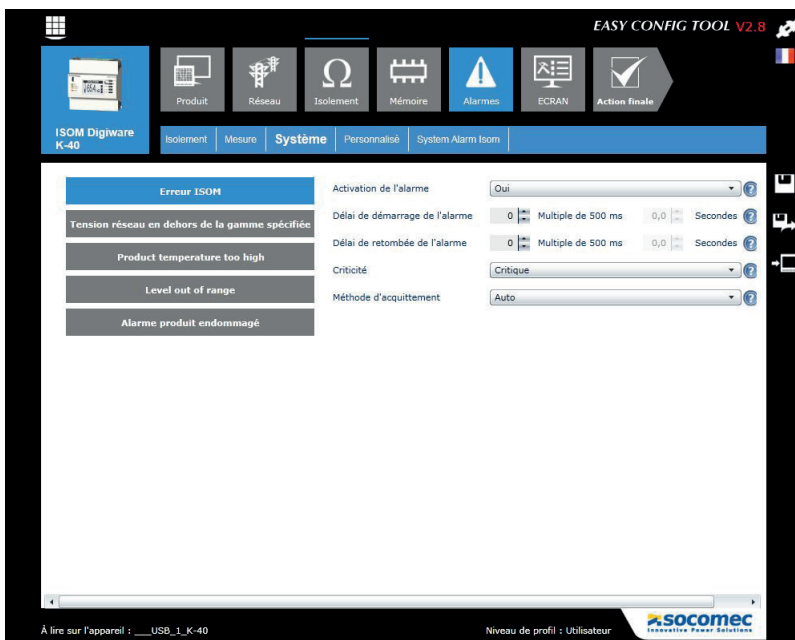 EASY CONFIG TOOL V2.8
Produit
Réseau
Ω
Isolement
Mémoire
Alarmes
ECRAN
Action finale
ISOM Digiware
K-40
Isolement
Mesure
Système
Personnalisé
System Alarm Isom
Erreur ISOM
Tension réseau en dehors de la gamme spécifiée
Product temperature too high
Level out of range
Alarme produit endommagé
Activation de l'alarme
Oui
?
Délai de démarrage de l'alarme
0 Multiple de 500 ms 0,0 Secondes ?
Délai de retombée de l'alarme
0 Multiple de 500 ms 0,0 Secondes ?
Criticité
Critique
?
Méthode d'acquittement
Auto
?
À lire sur l'appareil : ___USB_1_K-40
Niveau de profil : Utilisateur
socomec
Innovative Power Solutions